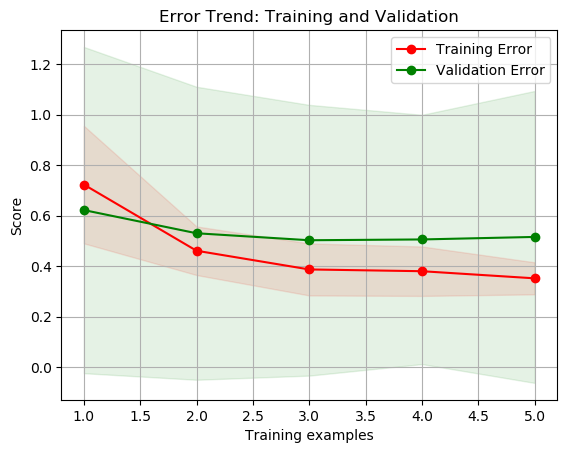 Error Trend: Training and Validation
Training Error
Validation Error
Score
1.2
1.0
0.8
0.6
0.4
0.2
0.0
1.0 1.5 2.0 2.5 3.0 3.5 4.0 4.5 5.0
Training examples